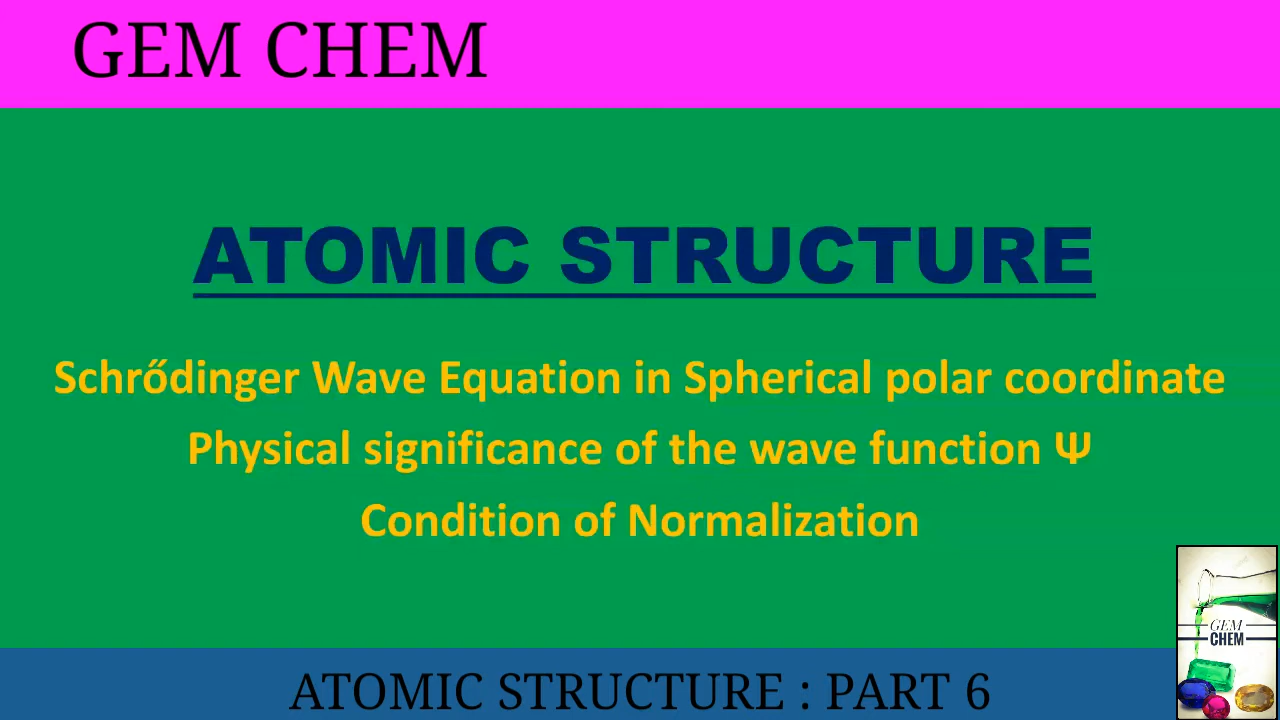 GEM CHEM
ATOMIC STRUCTURE
Schrődinger Wave Equation in Spherical polar coordinate
Physical significance of the wave function Ψ
Condition of Normalization
GEM
CHEM
ATOMIC STRUCTURE : PART 6